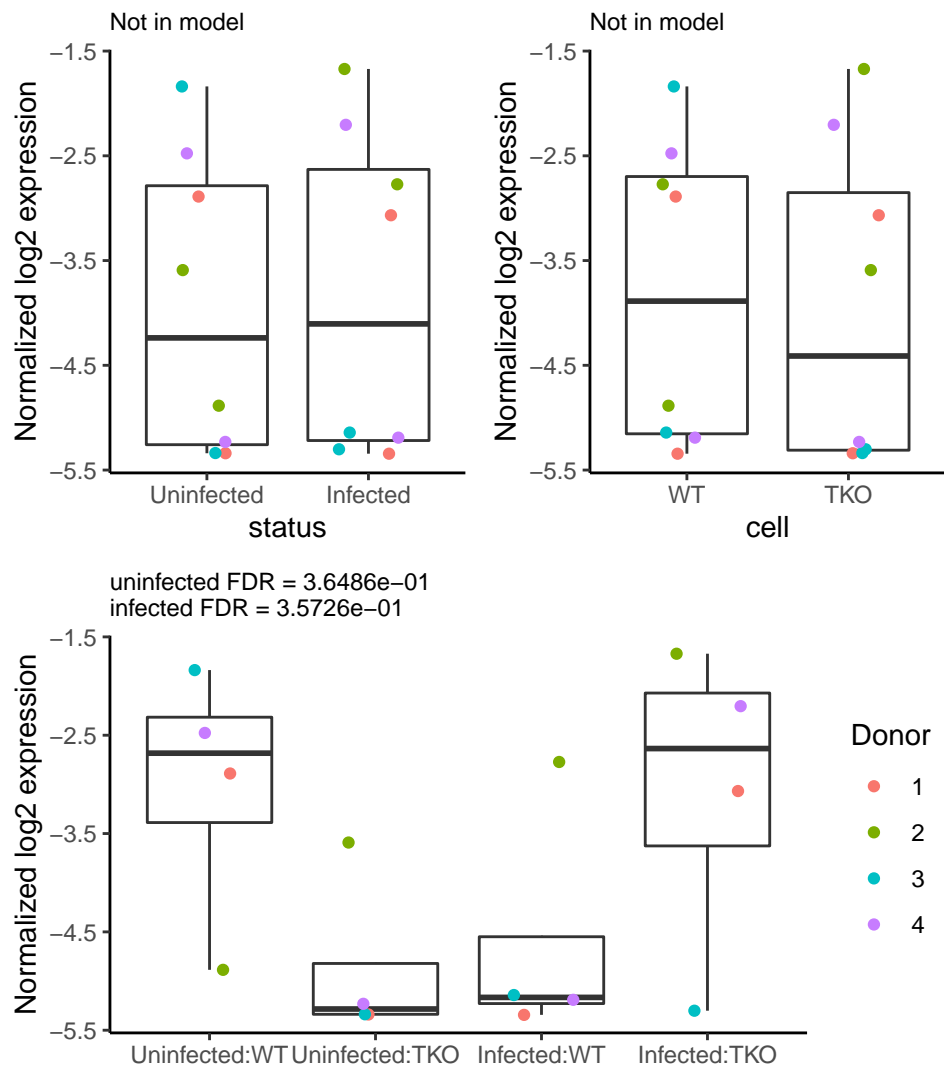 Not in model
−1.5
−2.5
−3.5
−4.5
−5.5
Normalized log2 expression
Uninfected Infected
status
Not in model
−1.5
−2.5
−3.5
−4.5
−5.5
Normalized log2 expression
WT TKO
cell
uninfected FDR = 3.6486e−01
infected FDR = 3.5726e−01
−1.5
−2.5
−3.5
−4.5
−5.5
Normalized log2 expression
Uninfected:WT Uninfected:TKO Infected:WT Infected:TKO
Donor
1
2
3
4